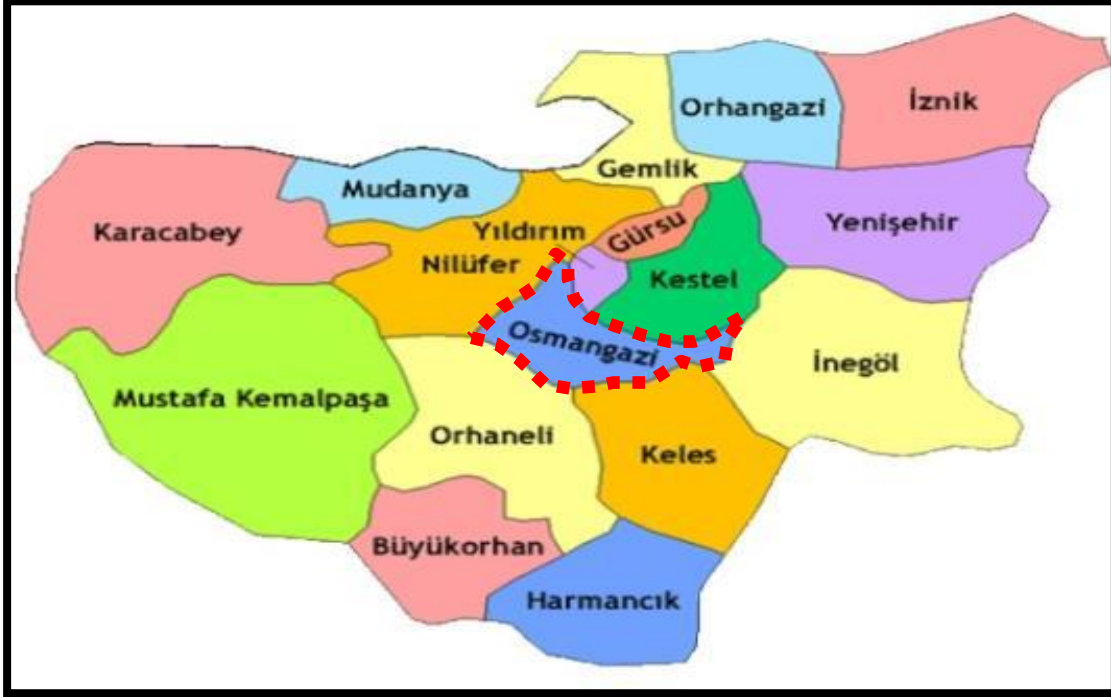 Orhangazi
İznik
Gemlik
Mudanya
Karacabey
Yıldırım
Gürsu
Yenişehir
Nilüfer
Kestel
Osmangazi
İnegöl
Mustafa Kemalpaşa
Orhaneli
Keles
Büyükorhan
Harmancık